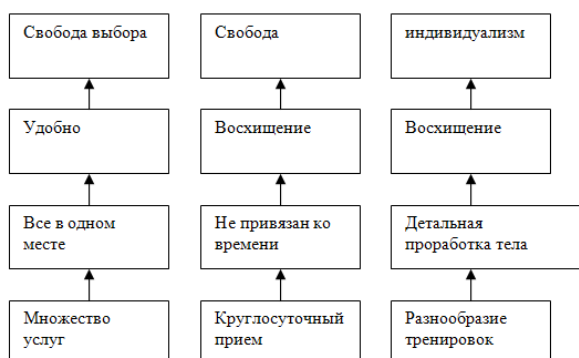 Свобода выбора
Свобода
индивидуализм
Удобно
Восхищение
Восхищение
Все в одном
месте
Не привязан ко
времени
Детальная
проработка тела
Множество
услуг
Круглосуточный
прием
Разнообразие
тренировок